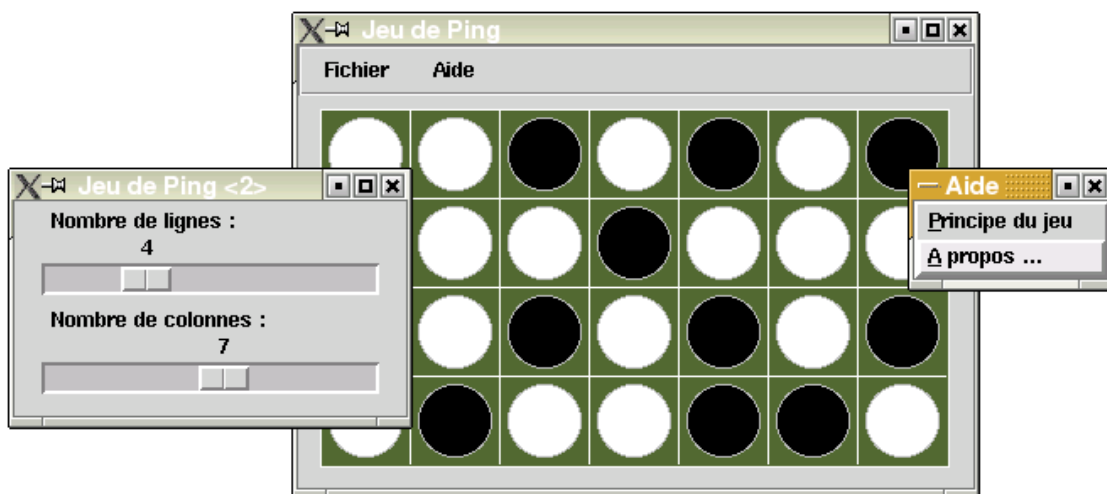 Jeu de Ping
Fichier Aide
Jeu de Ping <2>
Nombre de lignes :
4
Nombre de colonnes :
7
Aide
Principe du jeu
A propos ...